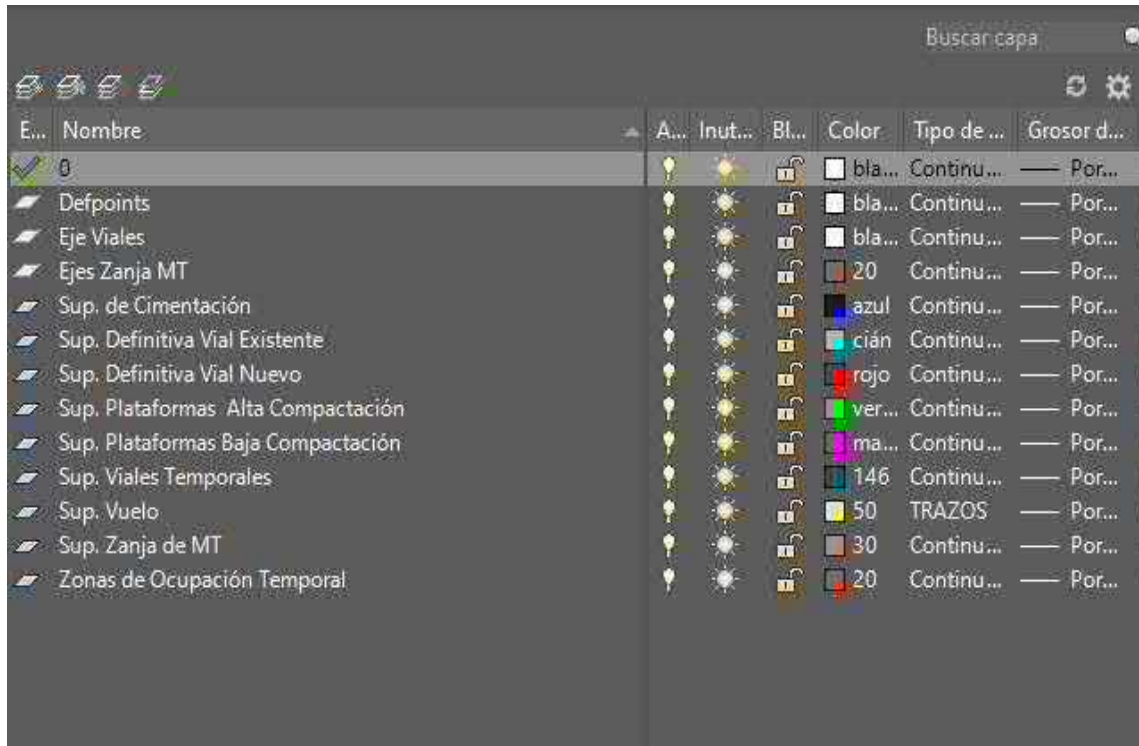 Buscar capa
E... Nombre A... Inut... Bl... Color Tipo de ... Grosor d...
0 bla... Continu... Por...
Defpoints bla... Continu... Por...
Eje Viales bla... Continu... Por...
Ejes Zanja MT 20 Continu... Por...
Sup. de Cimentación azul Continu... Por...
Sup. Definitiva Vial Existente cián Continu... Por...
Sup. Definitiva Vial Nuevo rojo Continu... Por...
Sup. Plataformas Alta Compactación ver... Continu... Por...
Sup. Plataformas Baja Compactación ma... Continu... Por...
Sup. Viales Temporales 146 Continu... Por...
Sup. Vuelo 50 TRAZOS Por...
Sup. Zanja de MT 30 Continu... Por...
Zonas de Ocupación Temporal 20 Continu... Por...